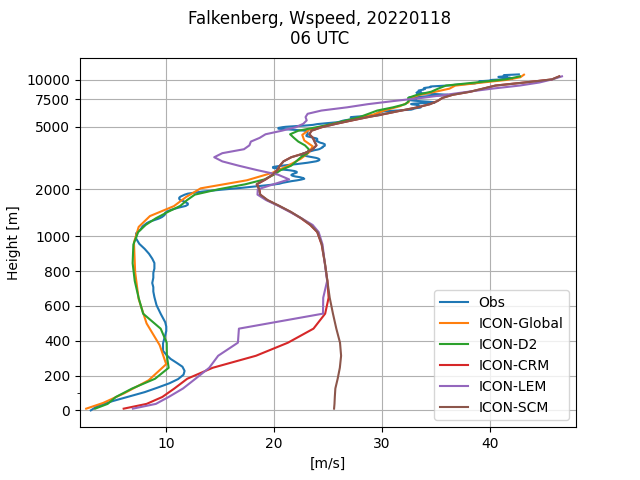 Falkenberg, Wspeed, 20220118
06 UTC
Height [m]
10000
7500
5000
2000
1000
800
600
400
200
0
10
20
30
40
[m/s]
Obs
ICON-Global
ICON-D2
ICON-CRM
ICON-LEM
ICON-SCM